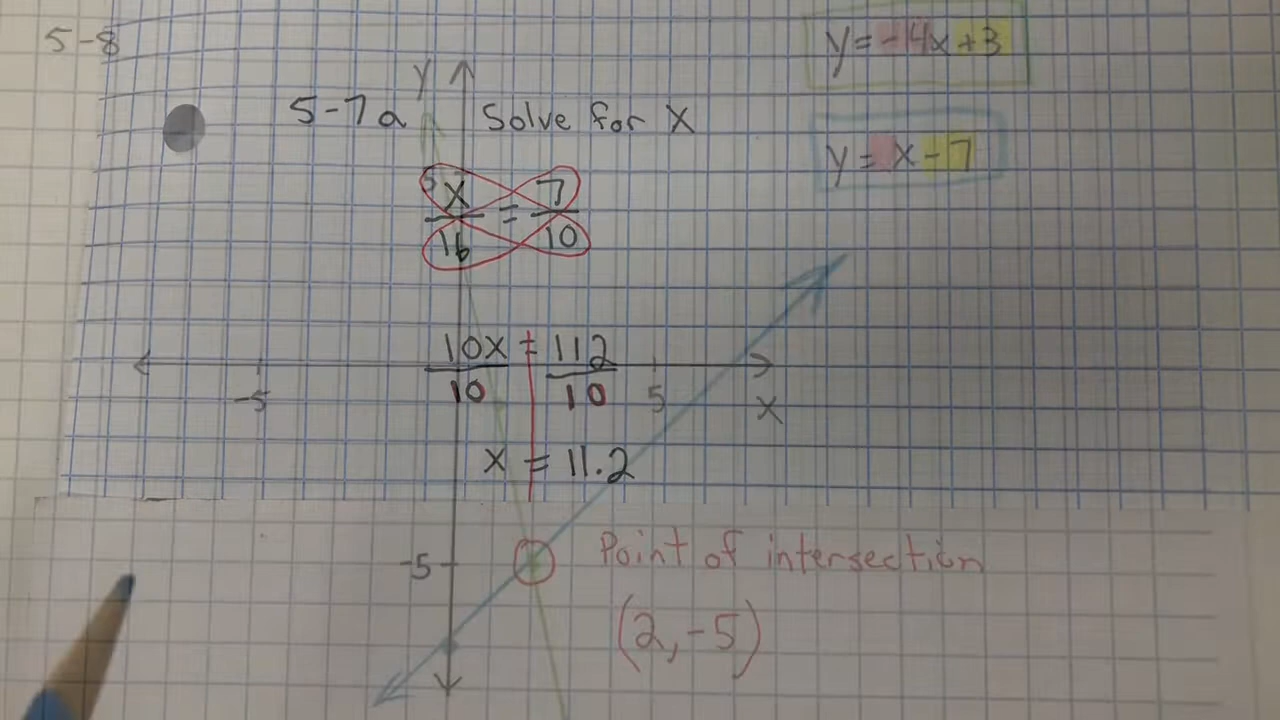 5-8
y=-4x+3
y
5-7a Solve for X
y= x-7
x/16 = 7/10
10x/10 = 112/10
-5
5
X
x = 11.2
-5
Point of intersection
(2,-5)